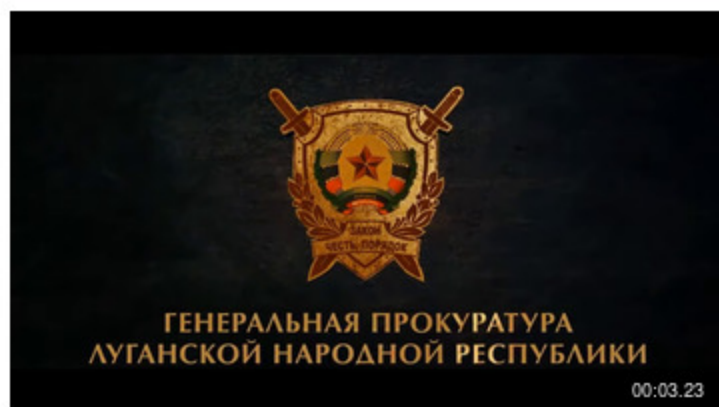 ЗАКОН
ЧЕСТЬ·ПОРЯДОК
ГЕНЕРАЛЬНАЯ ПРОКУРАТУРА
ЛУГАНСКОЙ НАРОДНОЙ РЕСПУБЛИКИ
00:03.23